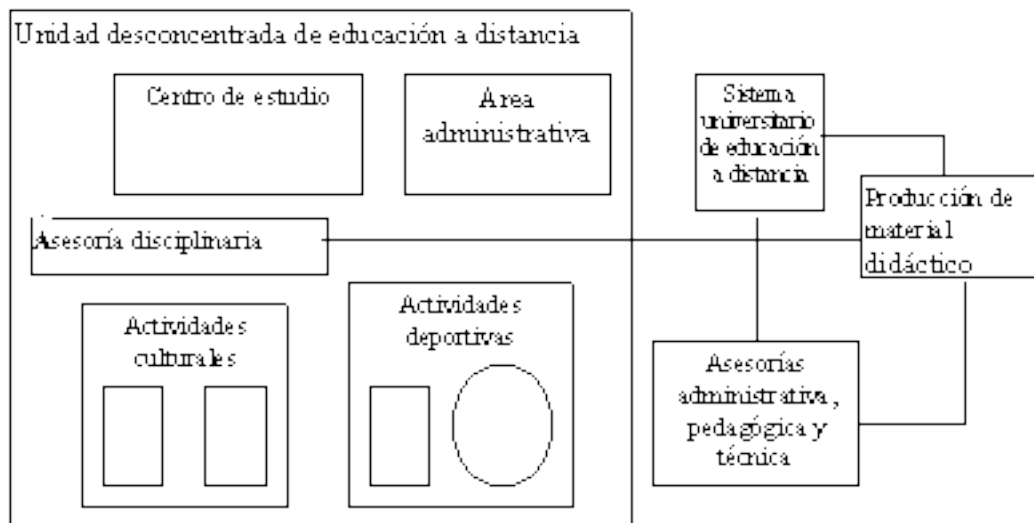 Unidad desconcentrada de educación a distancia
Centro de estudio
Area
administrativa
Sistema
universitario
de educación
a distancia
Producción de
material
didáctico
Asesoría disciplinaria
Actividades
culturales
Actividades
deportivas
Asesorías
administrativa,
pedagógica y
técnica